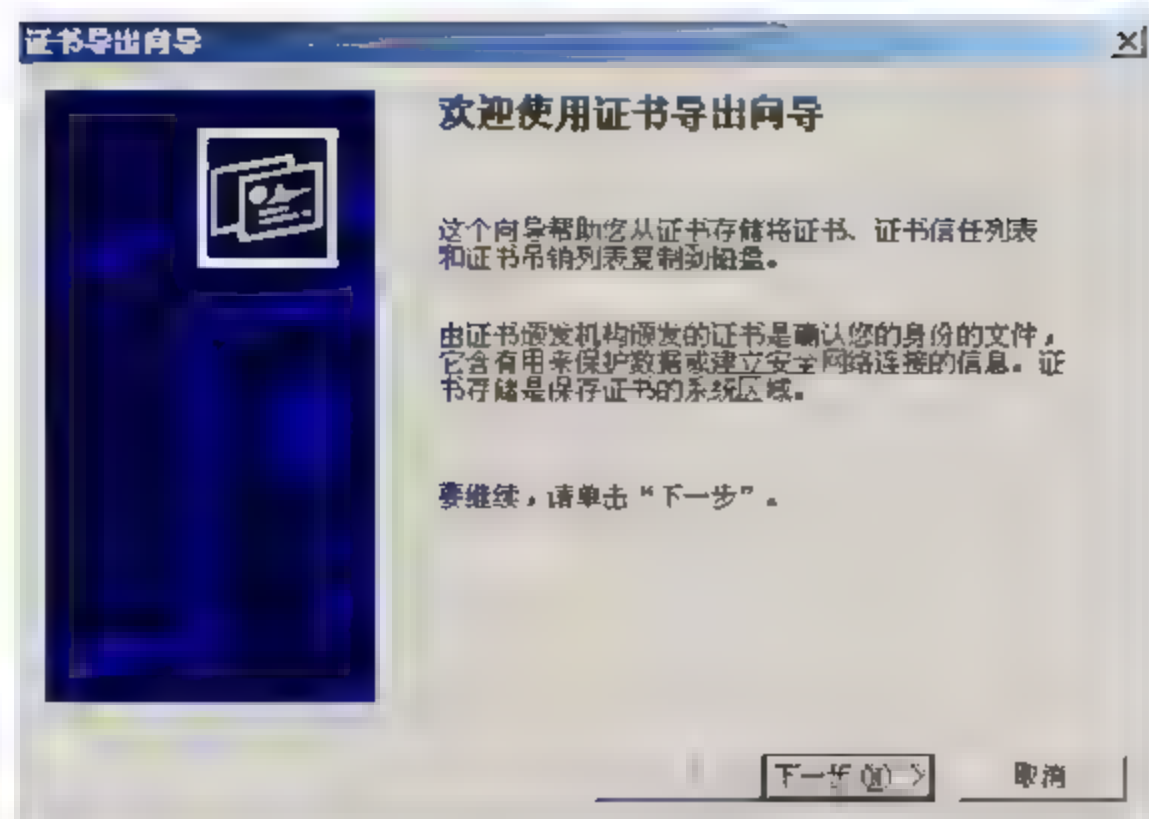 证书导出向导
欢迎使用证书导出向导
这个向导帮助您从证书存储将证书、证书信任列表
和证书吊销列表复制到磁盘。
由证书颁发机构颁发的证书是确认您的身份的文件，
它含有用来保护数据或建立安全网络连接的信息。证
书存储是保存证书的系统区域。
要继续，请单击“下一步”。
下一步(N) >
取消